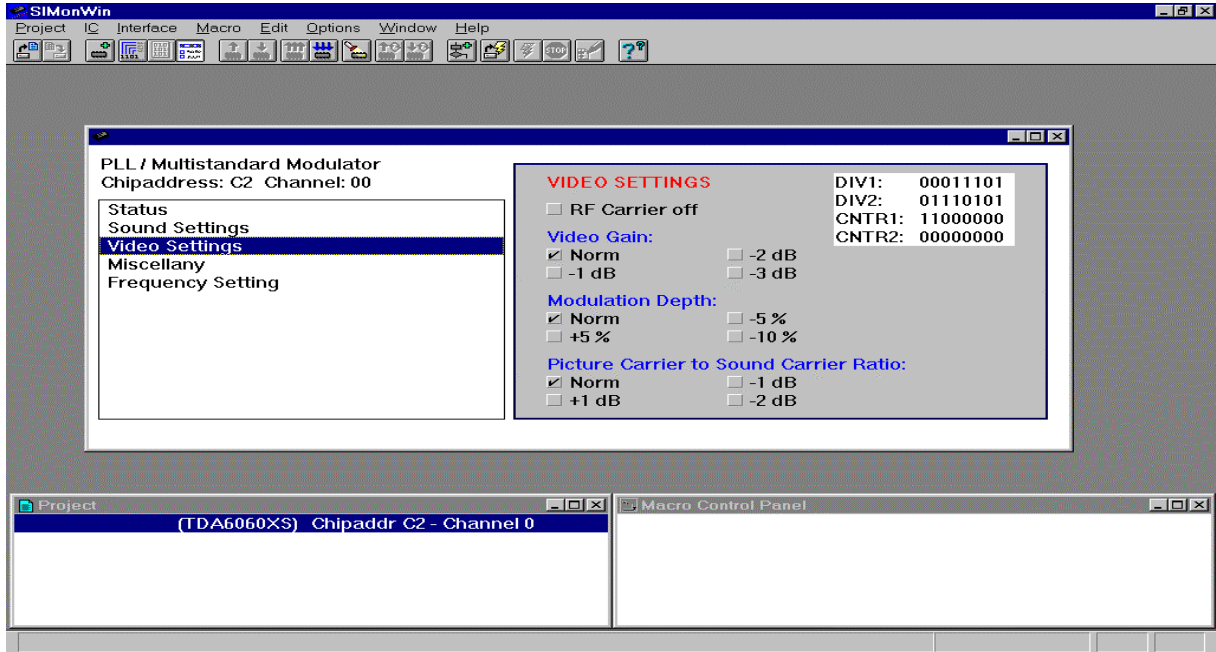 SIMonWin
Project IC Interface Macro Edit Options Window Help
PLL / Multistandard Modulator
Chipaddress: C2 Channel: 00
Status
Sound Settings
Video Settings
Miscellany
Frequency Setting
VIDEO SETTINGS
RF Carrier off
DIV1: 00011101
DIV2: 01110101
CNTR1: 11000000
CNTR2: 00000000
Video Gain:
Norm -2 dB
-1 dB -3 dB
Modulation Depth:
Norm -5 %
+5 % -10 %
Picture Carrier to Sound Carrier Ratio:
Norm -1 dB
+1 dB -2 dB
Project
(TDA6060XS) Chipaddr C2 - Channel 0
Macro Control Panel